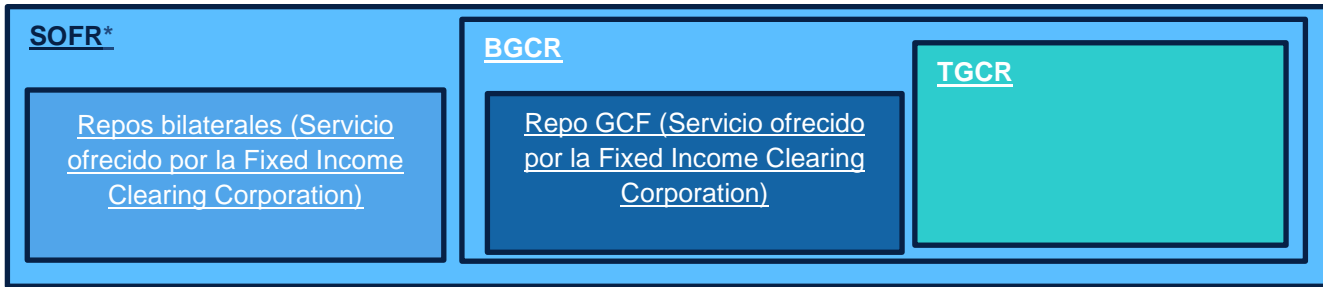 SOFR*
Repos bilaterales (Servicio
ofrecido por la Fixed Income
Clearing Corporation)
BGCR
Repo GCF (Servicio ofrecido
por la Fixed Income Clearing
Corporation)
TGCR